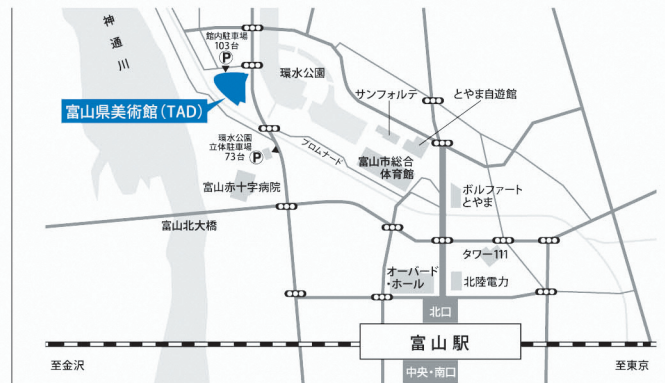 神通川
館内駐車場
103台
P
環水公園
サンフォルテ
とやま自遊館
富山県美術館(TAD)
環水公園
立体駐車場
73台
P
プロムナード
富山市総合
体育館
富山赤十字病院
ボルファート
とやま
富山北大橋
タワー111
オーバード
・ホール
北陸電力
北口
富山駅
至金沢
至東京
中央・南口